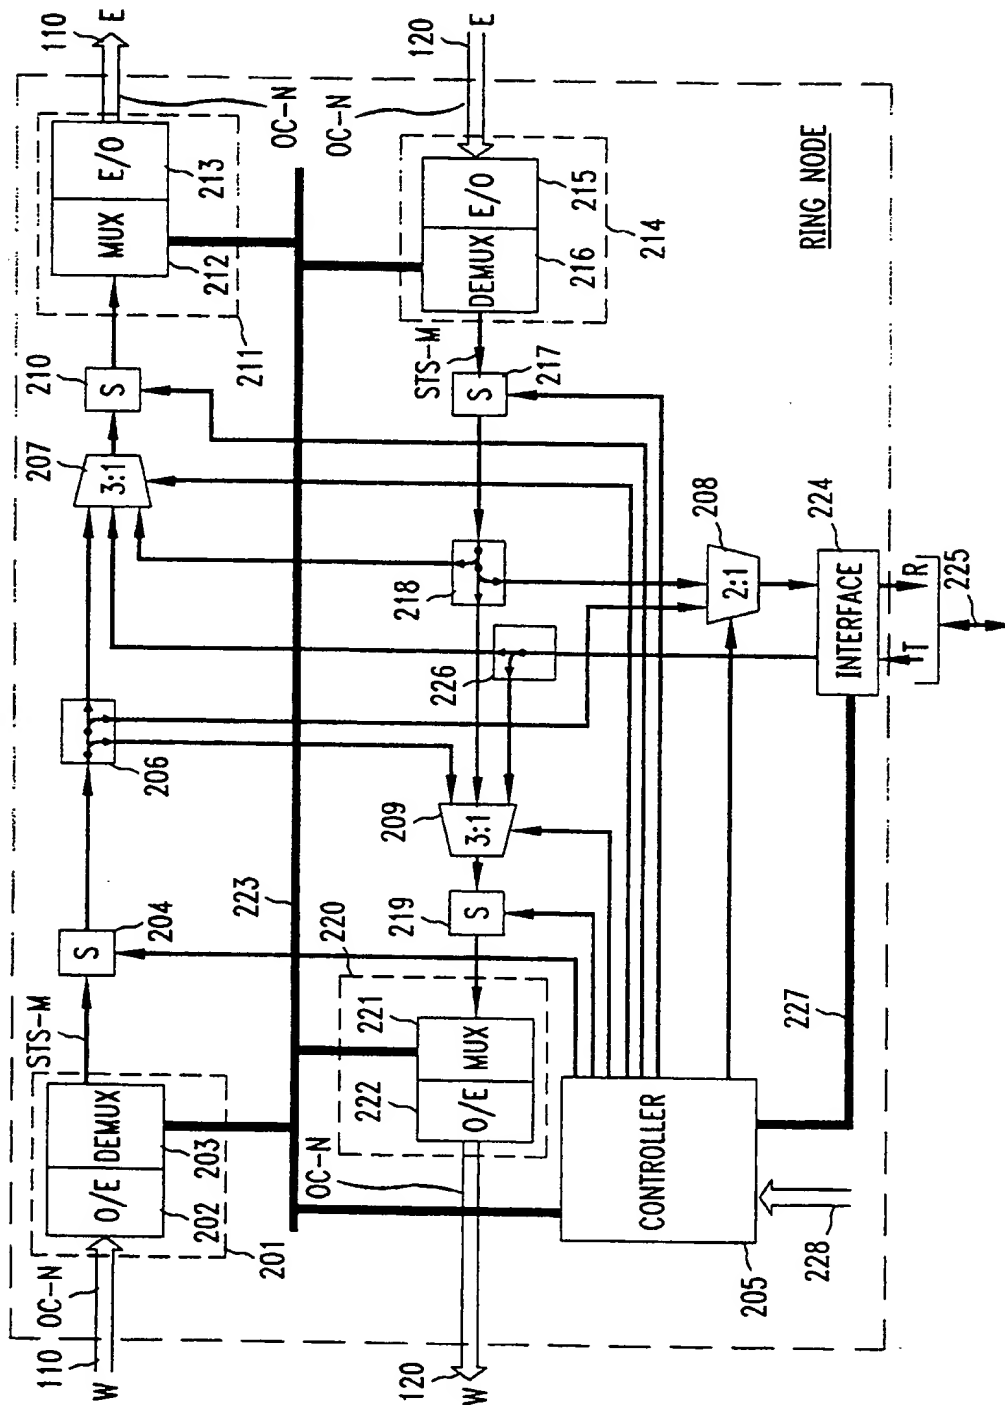 110
W
OC-N
201
O/E
DEMUX
202
203
STS-M
S
204
206
207
3:1
210
S
211
MUX
E/O
212
213
110
E
OC-N
223
OC-N
120
E
120
W
OC-N
220
222
221
O/E
MUX
219
S
209
3:1
226
218
STS-M
S
217
DEMUX
E/O
216
215
214
CONTROLLER
205
228
227
208
2:1
224
INTERFACE
T
R
225
RING NODE